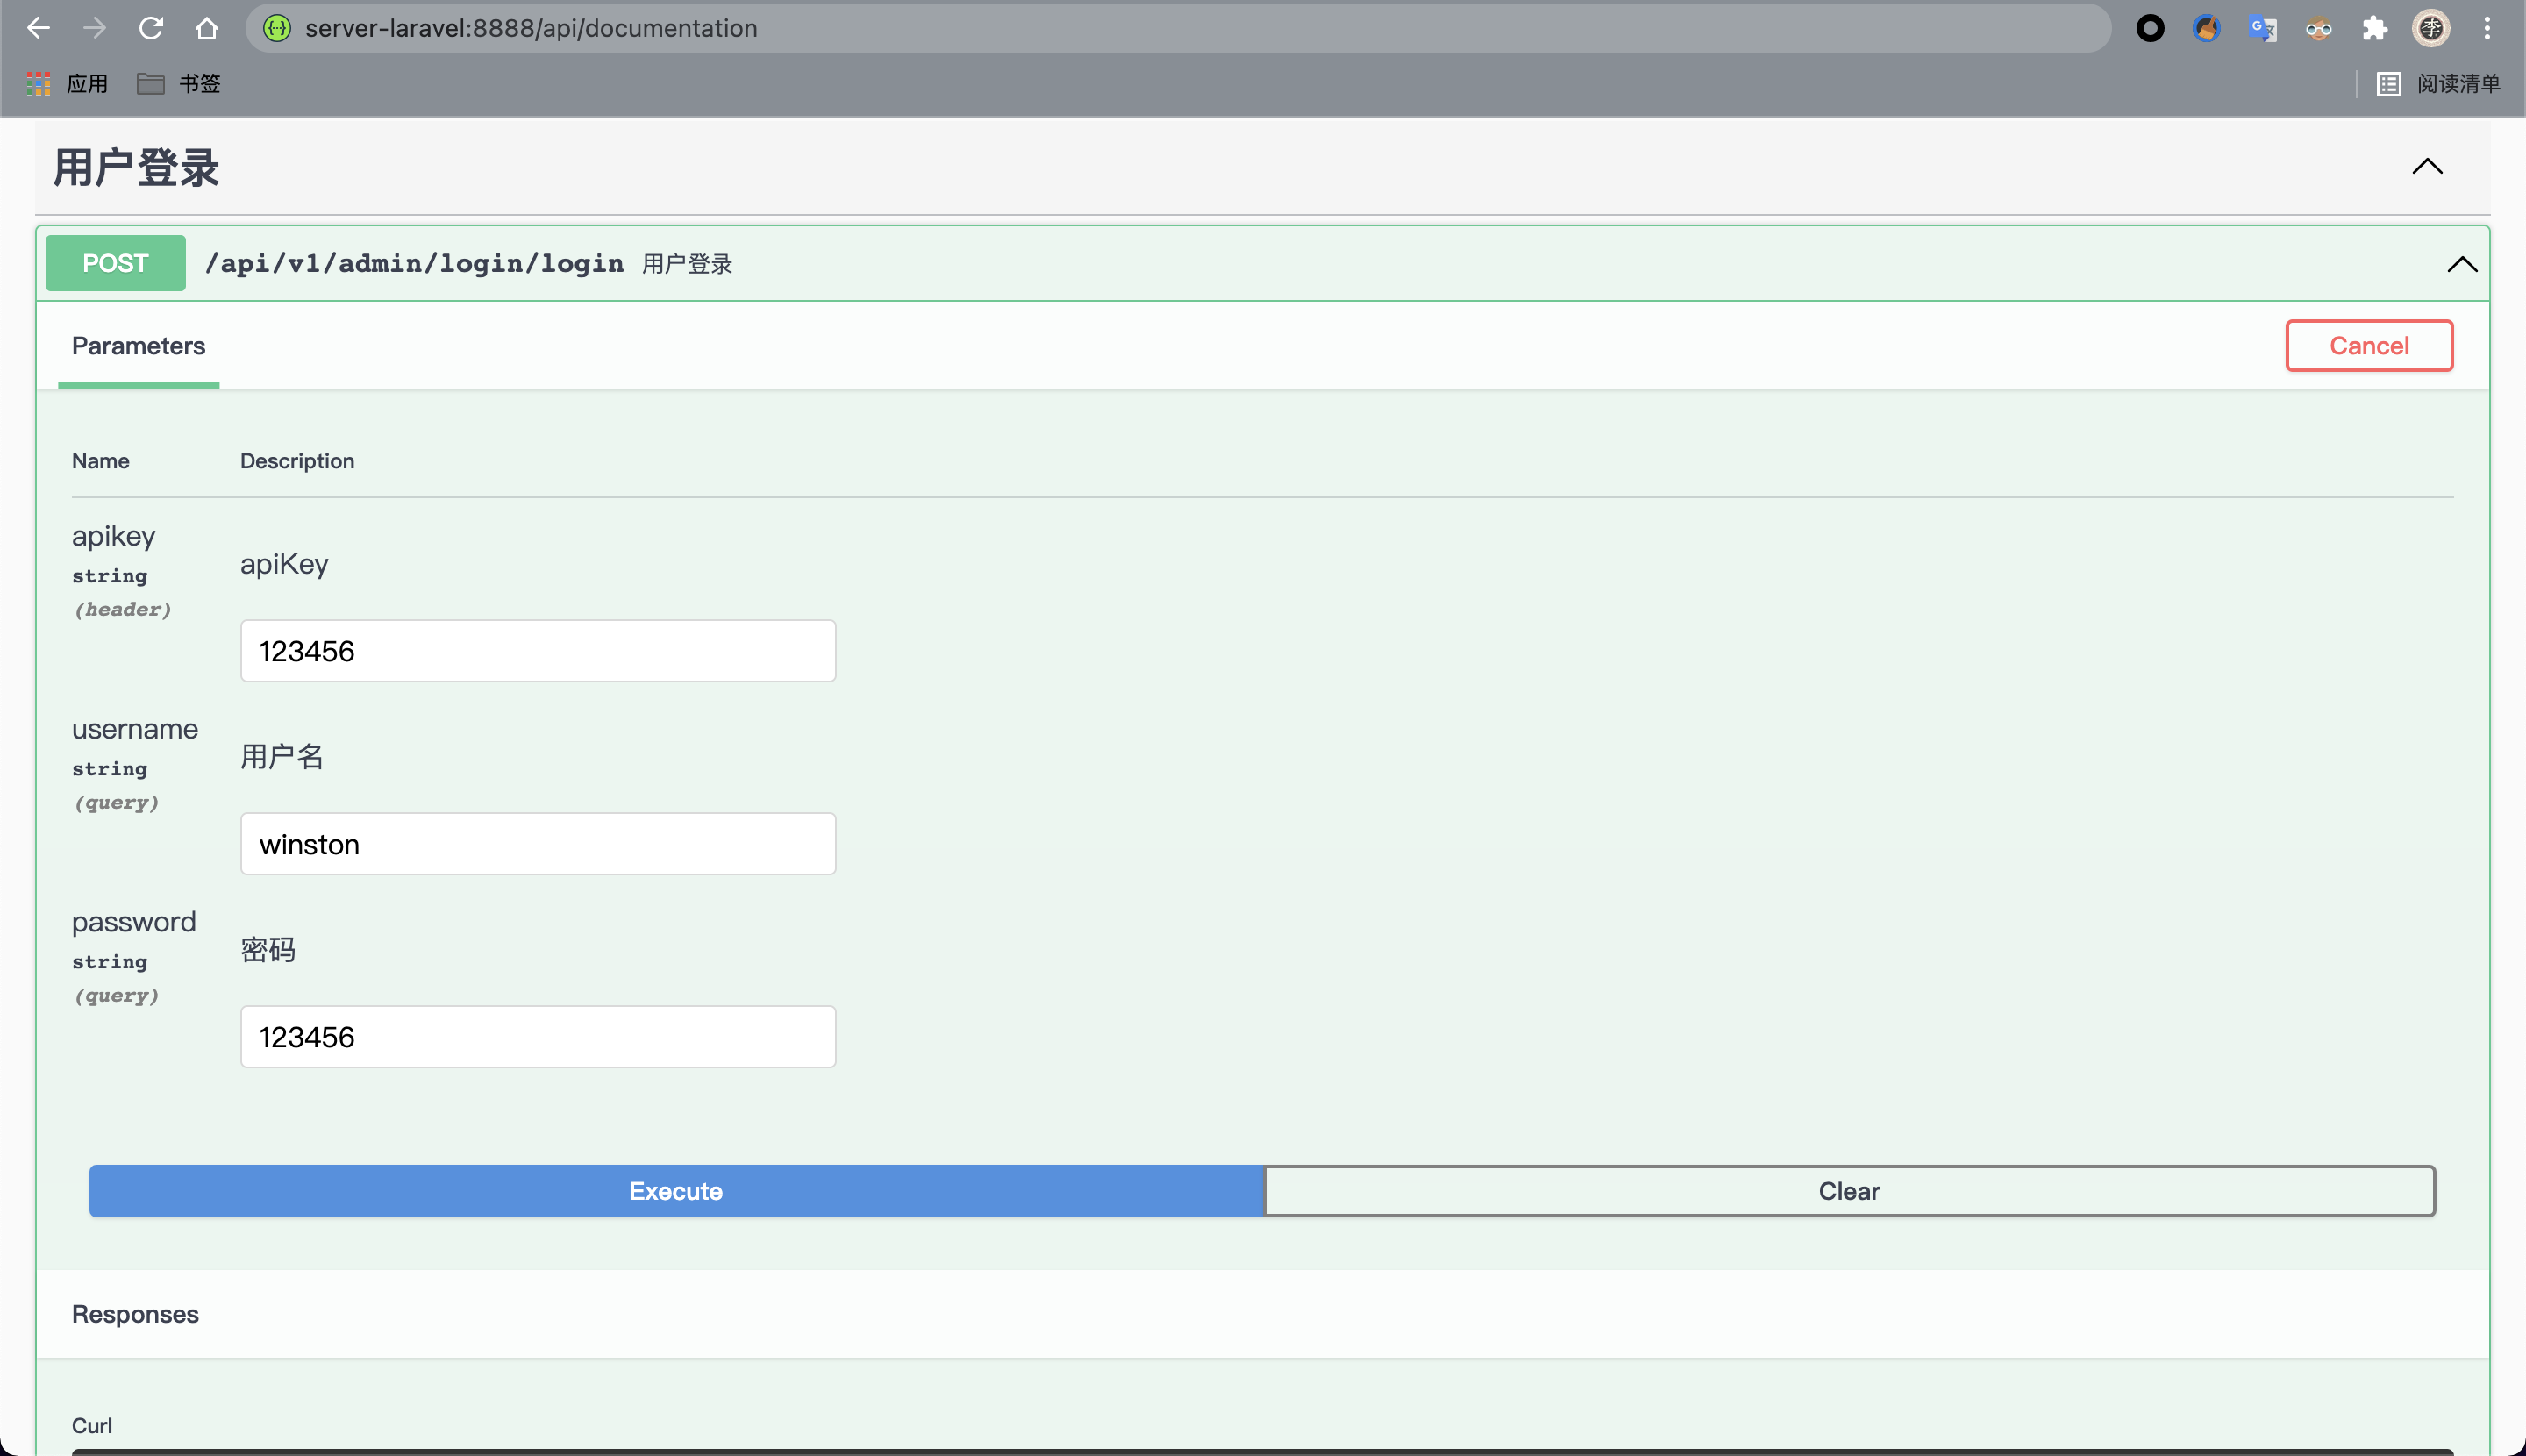 server-laravel:8888/api/documentation
应用 书签 阅读清单
用户登录
POST /api/v1/admin/login/login 用户登录
Parameters Cancel
Name Description
apikey
string
(header)
apiKey
123456
username
string
(query)
用户名
winston
password
string
(query)
密码
123456
Execute Clear
Responses
Curl